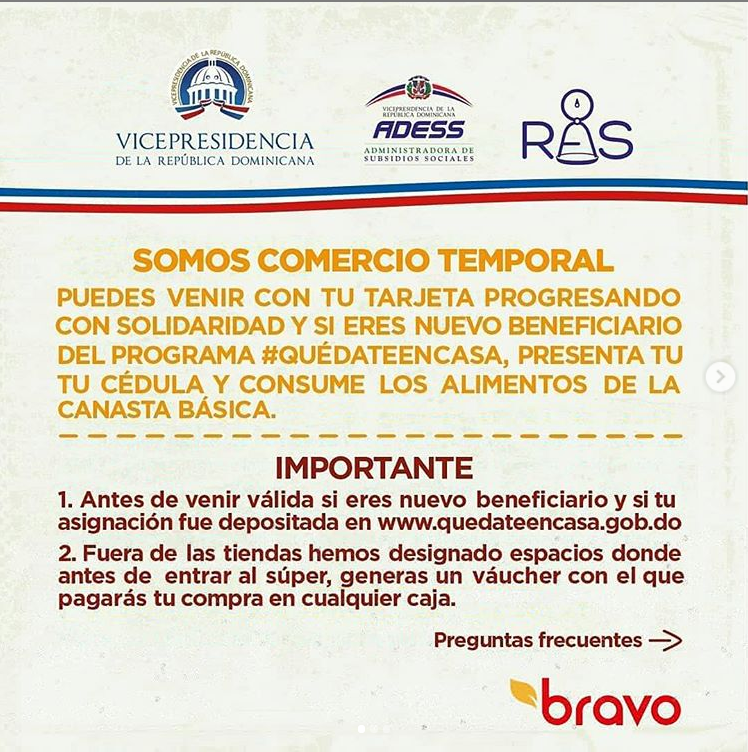 VICEPRESIDENCIA DE LA REPÚBLICA DOMINICANA
VICEPRESIDENCIA
DE LA REPÚBLICA DOMINICANA
VICEPRESIDENCIA DE LA
REPÚBLICA DOMINICANA
ADESS
ADMINISTRADORA DE
SUBSIDIOS SOCIALES
RAS
SOMOS COMERCIO TEMPORAL
PUEDES VENIR CON TU TARJETA PROGRESANDO
CON SOLIDARIDAD Y SI ERES NUEVO BENEFICIARIO
DEL PROGRAMA #QUÉDATEENCASA, PRESENTA TU
TU CÉDULA Y CONSUME LOS ALIMENTOS DE LA
CANASTA BÁSICA.
IMPORTANTE
1. Antes de venir válida si eres nuevo beneficiario y si tu
asignación fue depositada en www.quedateencasa.gob.do
2. Fuera de las tiendas hemos designado espacios donde
antes de entrar al súper, generas un váucher con el que
pagarás tu compra en cualquier caja.
Preguntas frecuentes
bravo